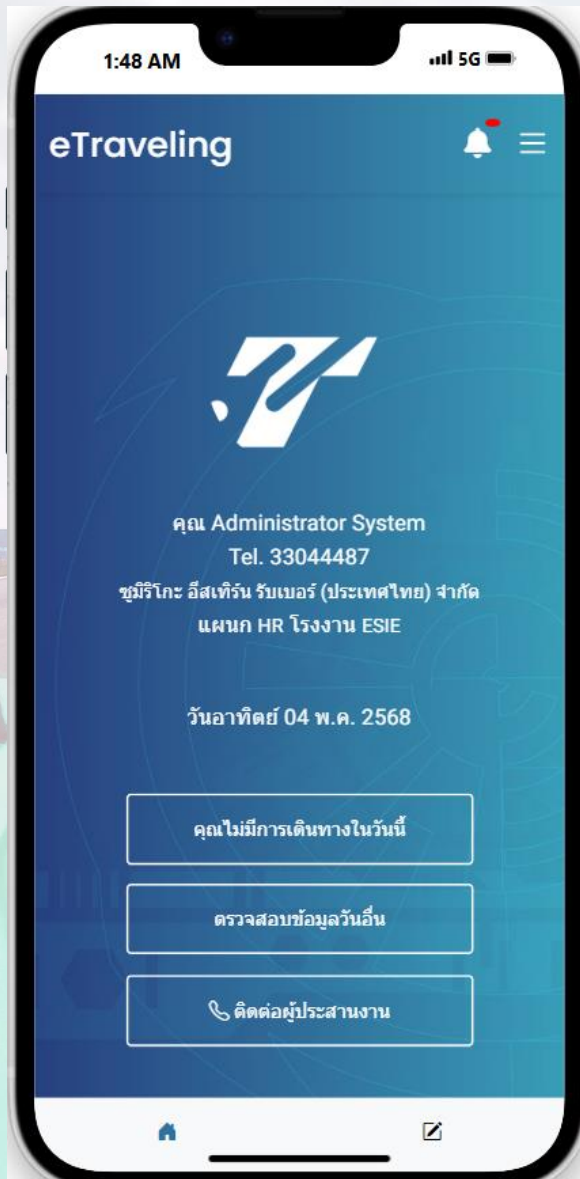 1:48 AM
5G
eTraveling
คุณ Administrator System
Tel. 33044487
ซูมิริโกะ อีสเทิร์น รับเบอร์ (ประเทศไทย) จำกัด
แผนก HR โรงงาน ESIE
วันอาทิตย์ 04 พ.ค. 2568
คุณไม่มีการเดินทางในวันนี้
ตรวจสอบข้อมูลวันอื่น
ติดต่อผู้ประสานงาน